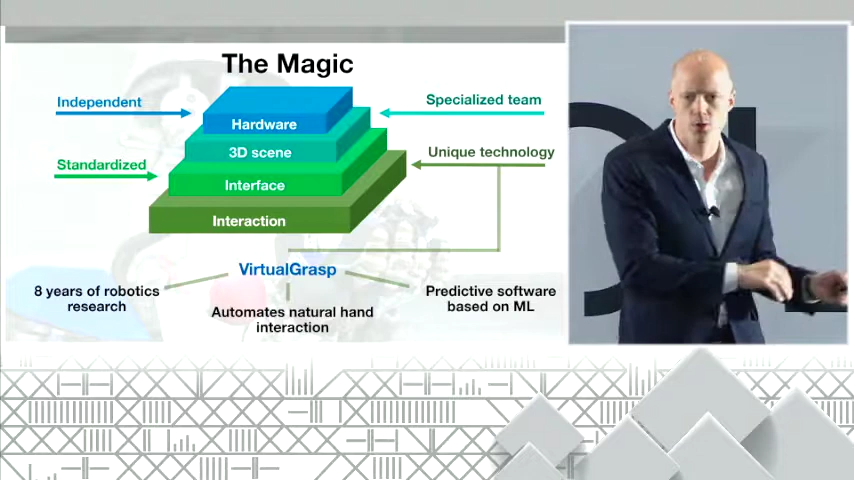 The Magic
Independent
Specialized team
Hardware
3D scene
Unique technology
Standardized
Interface
Interaction
VirtualGrasp
8 years of robotics
research
Automates natural hand
interaction
Predictive software
based on ML